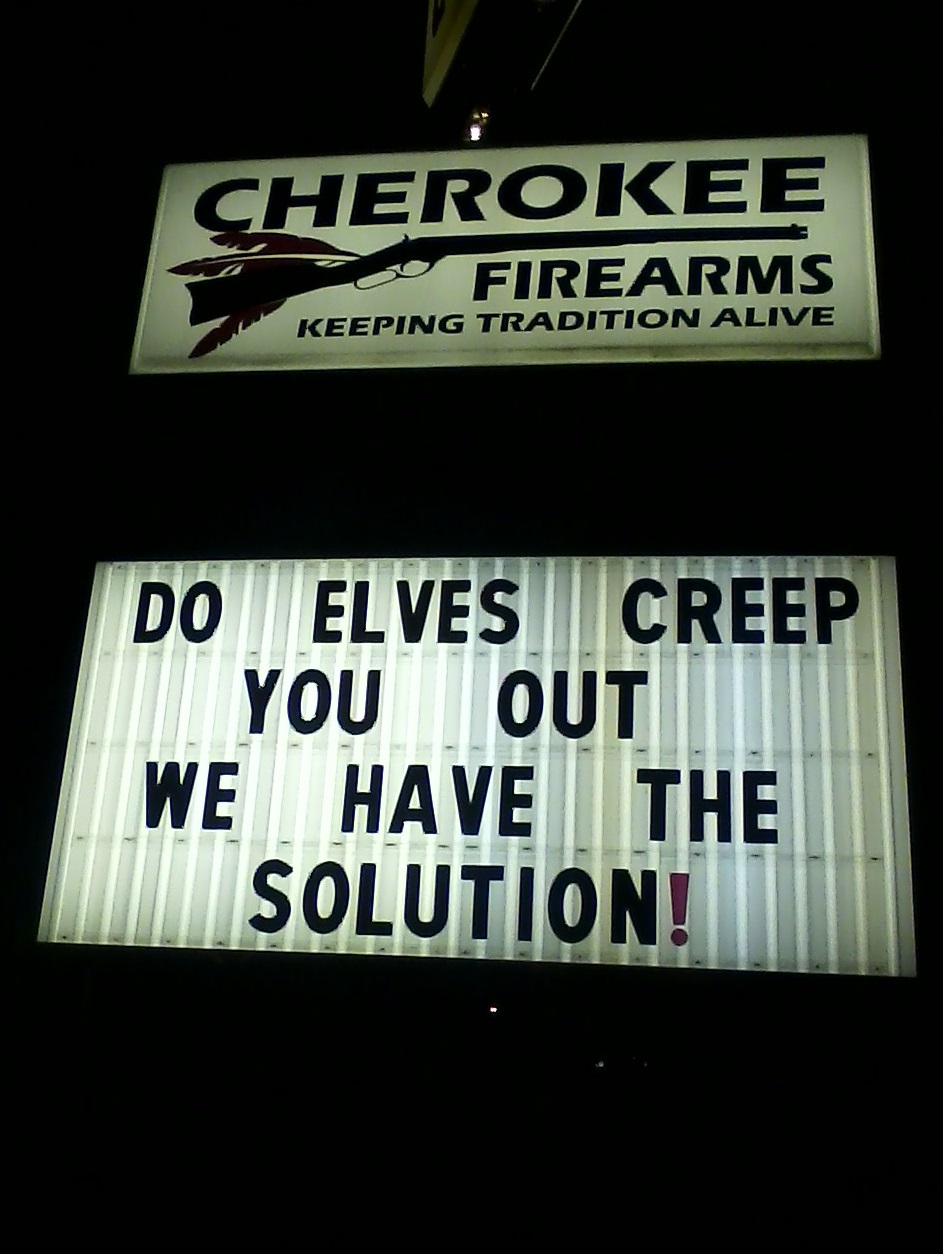 CHEROKEE
FIREARMS
KEEPING TRADITION ALIVE
DO ELVES CREEP
YOU OUT
WE HAVE THE
SOLUTION!